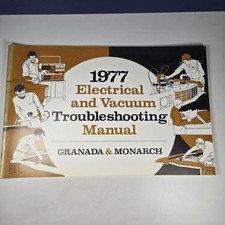 1977
Electrical
and Vacuum
Troubleshooting
Manual
GRANADA & MONARCH